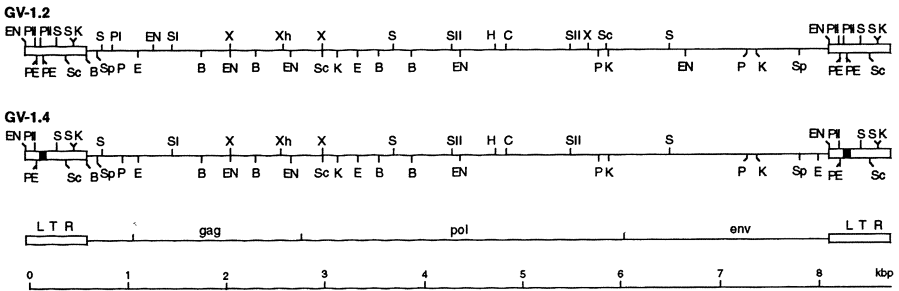 GV-1.2
EN PII PII S S K S PI EN SI X Xh X S SII H C SII X Sc S EN PII PII S S K
PE PE Sc B Sp P E B EN B EN Sc K E B B EN P K EN P K Sp PE PE Sc
GV-1.4
EN PII S S K S SI X Xh X S SII H C SII S EN PII S S K
PE Sc B Sp P E B EN B EN Sc K E B B EN P K P K Sp E PE Sc
L T R gag pol env L T R
0 1 2 3 4 5 6 7 8 kbp